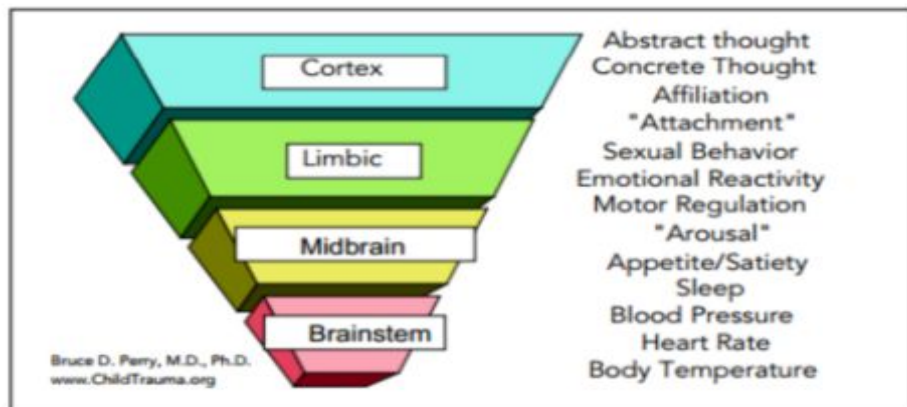 Cortex
Limbic
Midbrain
Brainstem
Abstract thought
Concrete Thought
Affiliation
"Attachment"
Sexual Behavior
Emotional Reactivity
Motor Regulation
"Arousal"
Appetite/Satiety
Sleep
Blood Pressure
Heart Rate
Body Temperature
Bruce D. Perry, M.D., Ph.D.
www.ChildTrauma.org